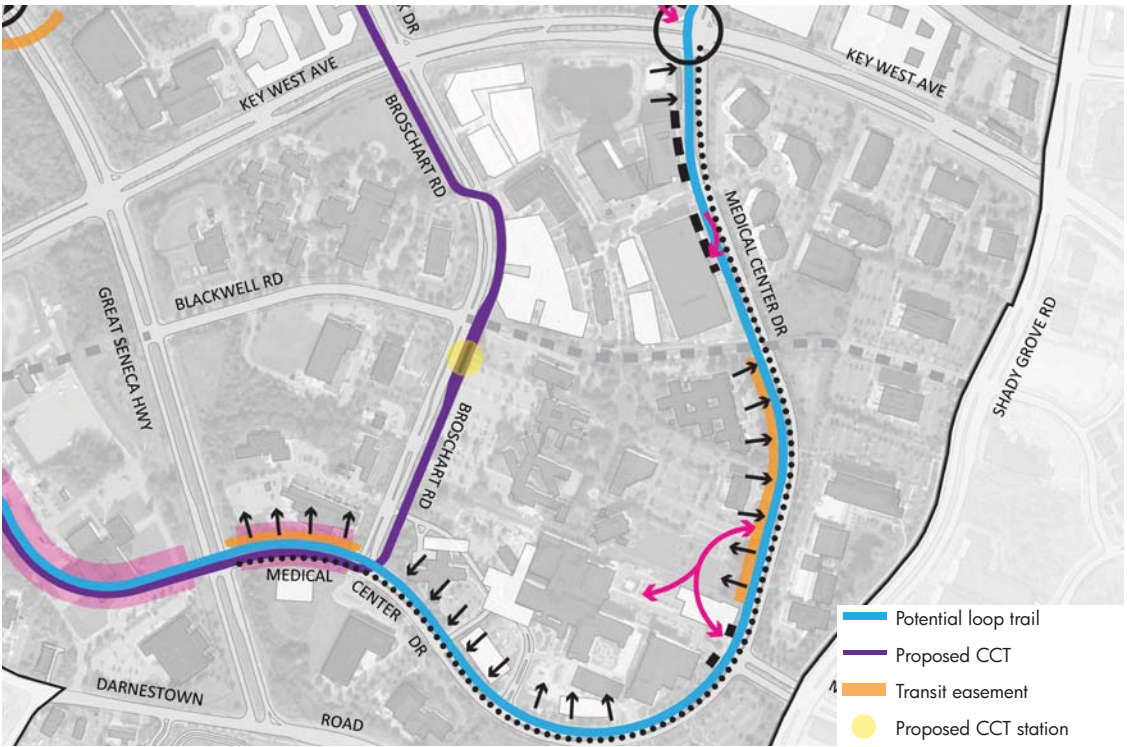 K DR
KEY WEST AVE
KEY WEST AVE
BROSCHART RD
MEDICAL CENTER DR
BLACKWELL RD
GREAT SENECA HWY
SHADY GROVE RD
BROSCHART RD
MEDICAL
CENTER
DR
DARNESTOWN
ROAD
M
Potential loop trail
Proposed CCT
Transit easement
Proposed CCT station